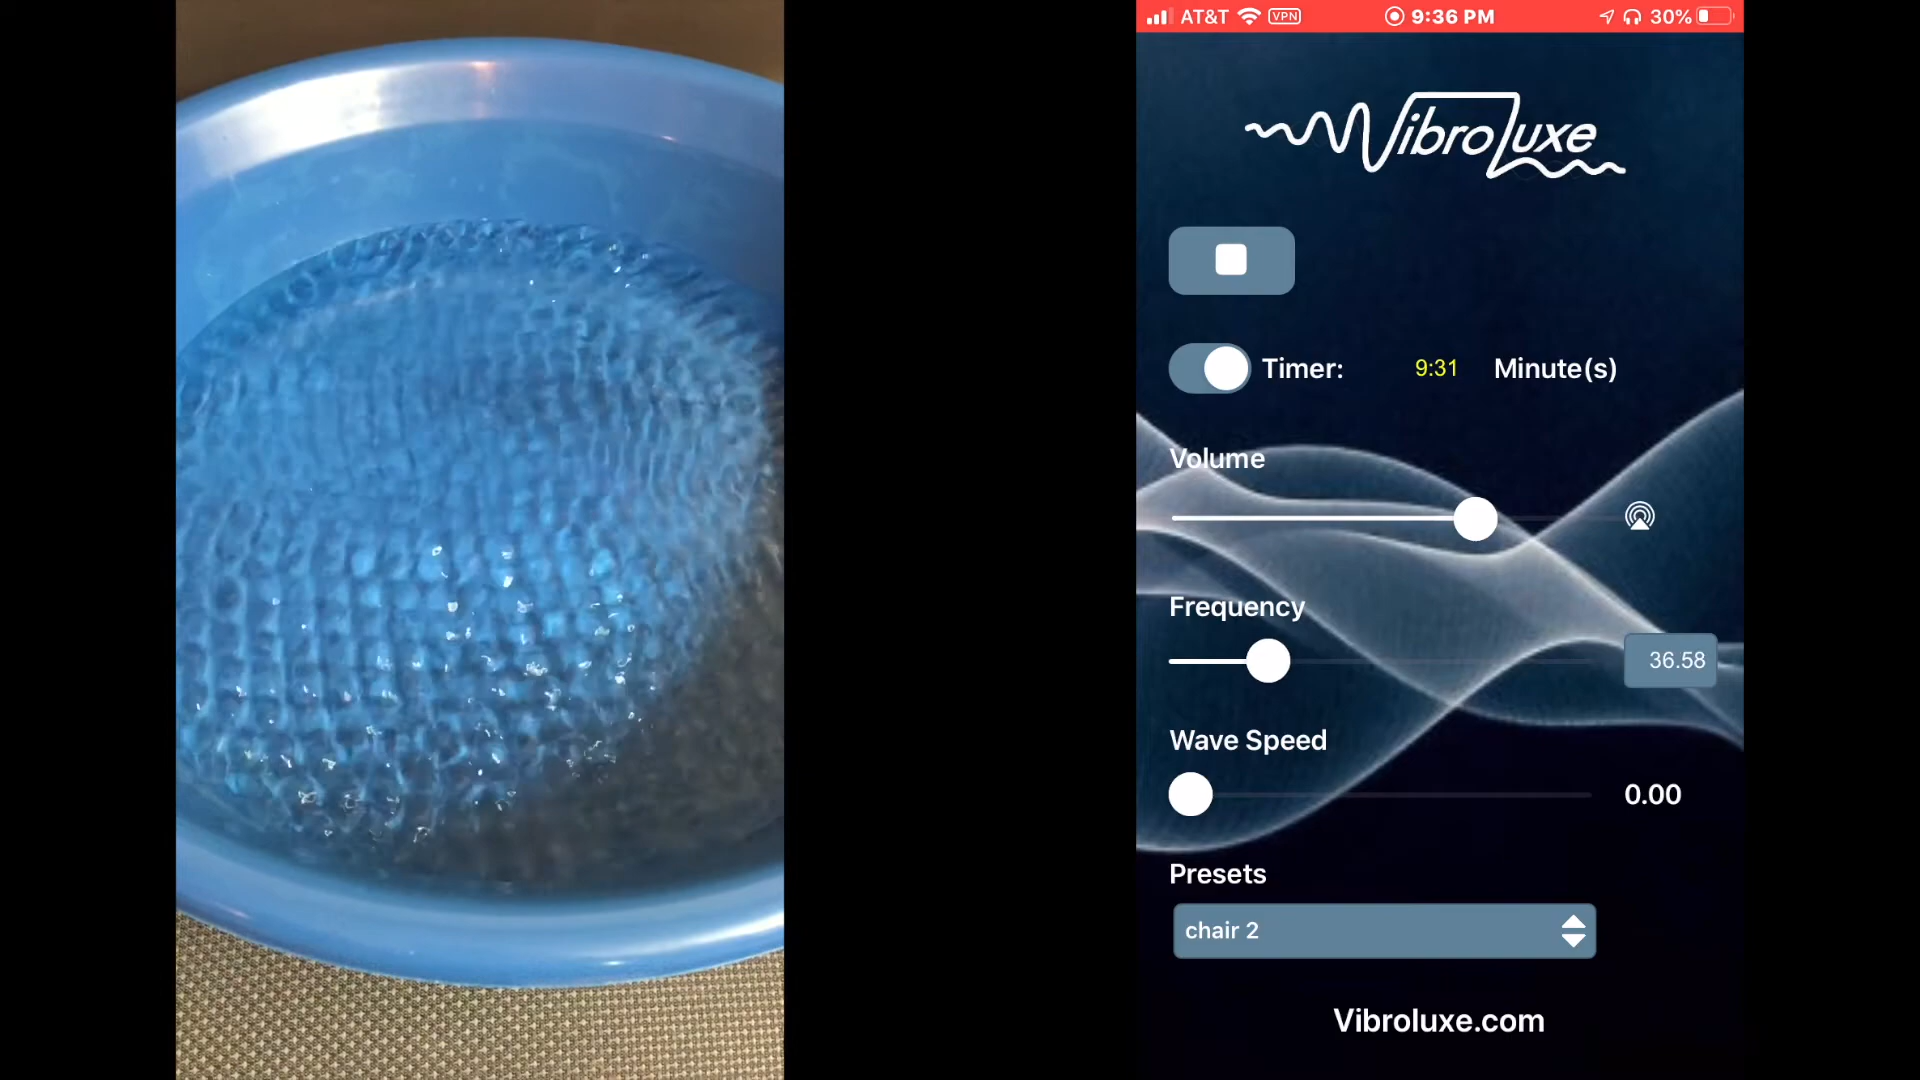 AT&T VPN 9:36 PM 30%
VibroLuxe
Timer: 9:31 Minute(s)
Volume
Frequency
36.58
Wave Speed
0.00
Presets
chair 2
Vibroluxe.com